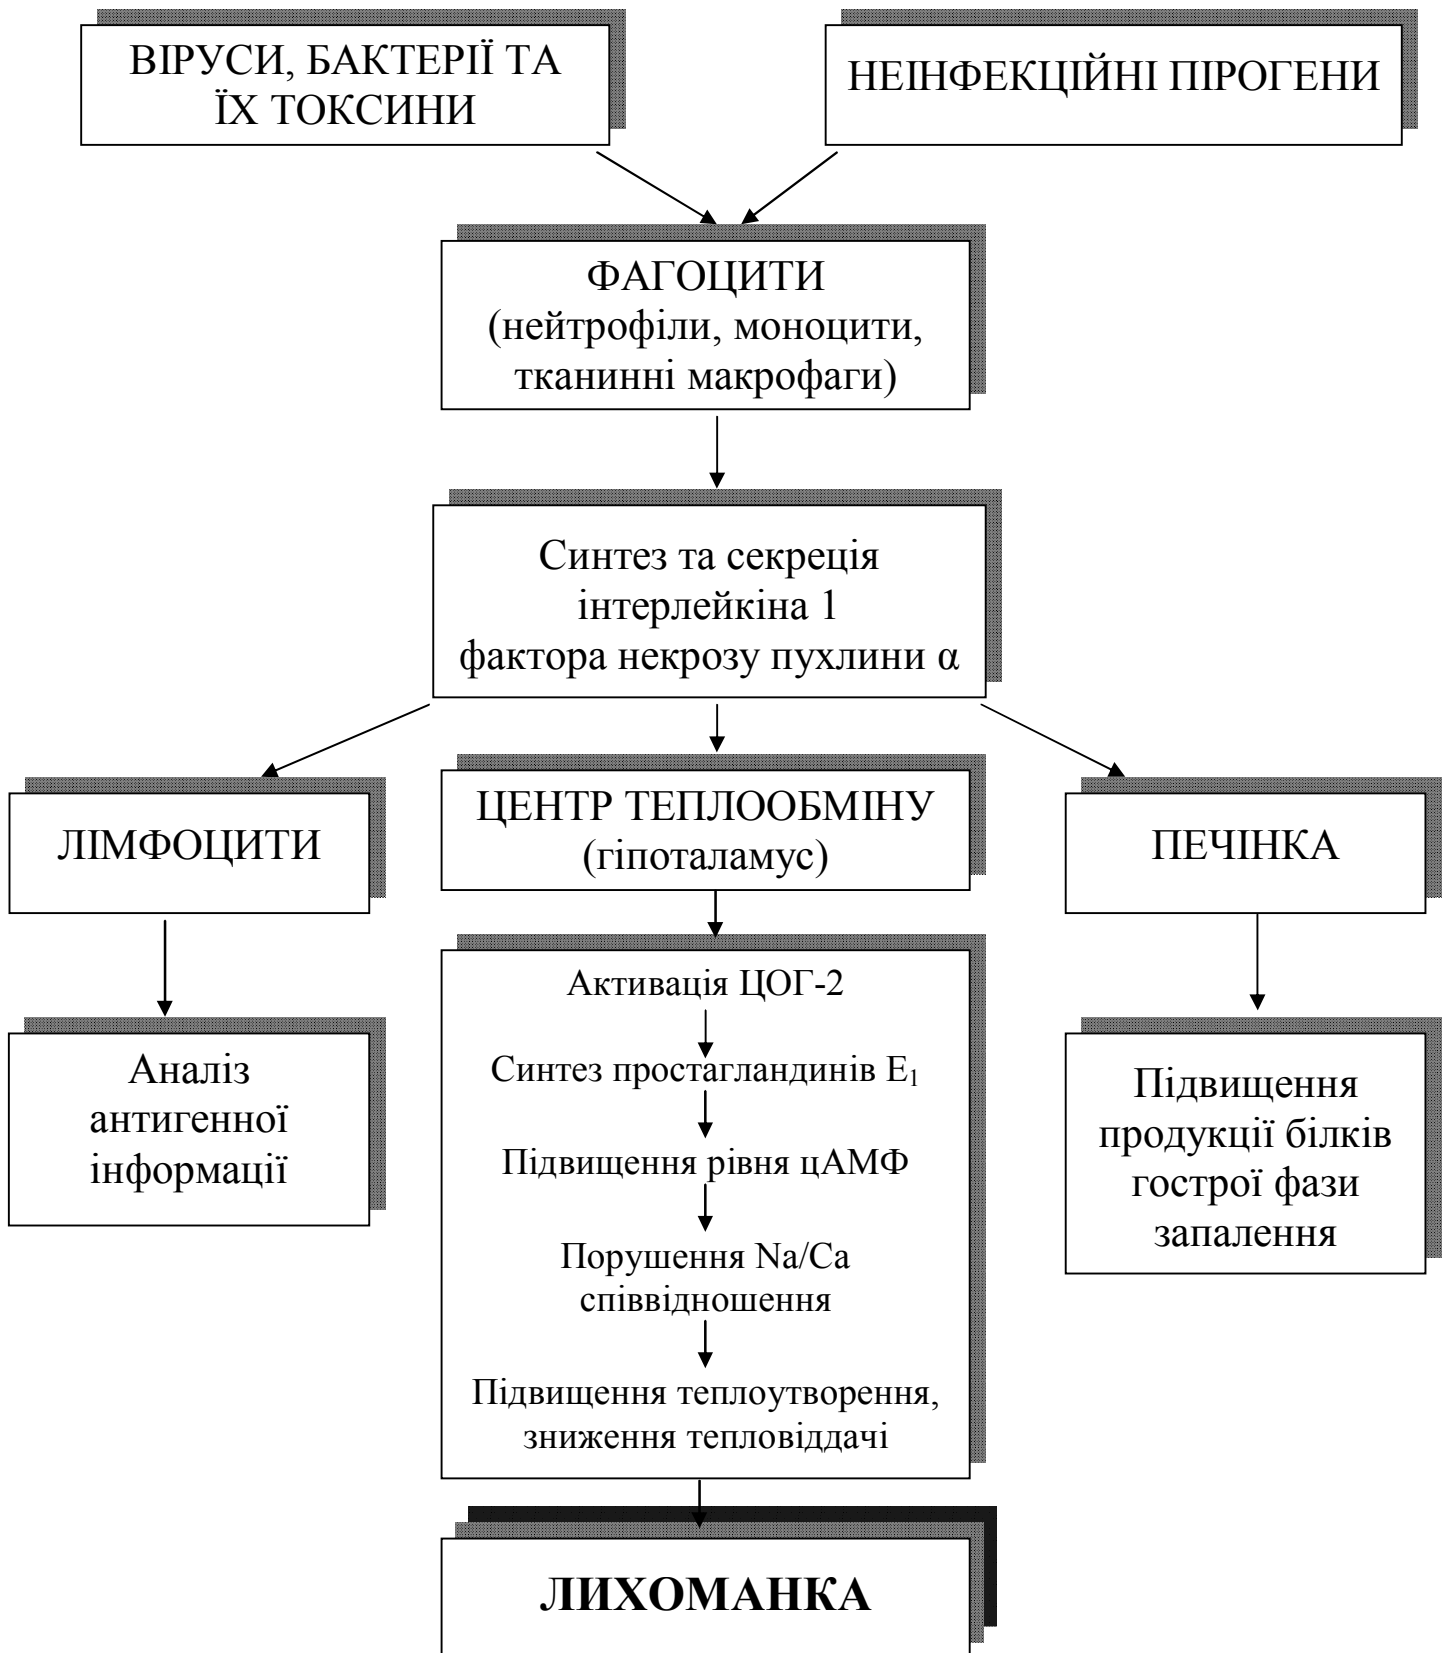 ВІРУСИ, БАКТЕРІЇ ТА
ЇХ ТОКСИНИ
НЕІНФЕКЦІЙНІ ПІРОГЕНИ
ФАГОЦИТИ
(нейтрофіли, моноцити,
тканинні макрофаги)
Синтез та секреція
інтерлейкіна 1
фактора некрозу пухлини α
ЛІМФОЦИТИ
ЦЕНТР ТЕПЛООБМІНУ
(гіпоталамус)
ПЕЧІНКА
Аналіз
антигенної
інформації
Активація ЦОГ-2
Синтез простагландинів Е₁
Підвищення рівня цАМФ
Порушення Na/Ca
співвідношення
Підвищення теплоутворення,
зниження тепловіддачі
Підвищення
продукції білків
гострої фази
запалення
ЛИХОМАНКА